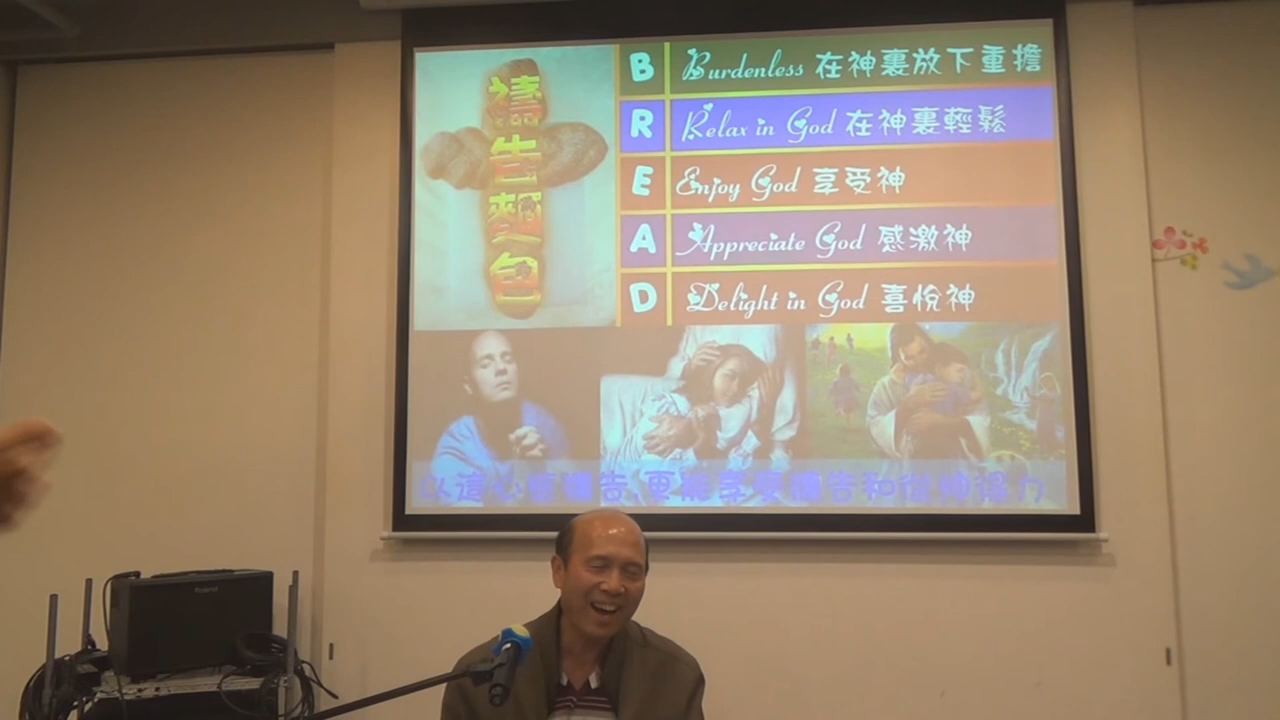 禱告麵包
B Burdenless 在神裏放下重擔
R Relax in God 在神裏輕鬆
E Enjoy God 享受神
A Appreciate God 感激神
D Delight in God 喜悅神
以這心態禱告,更能享受禱告和從神得力
Roland